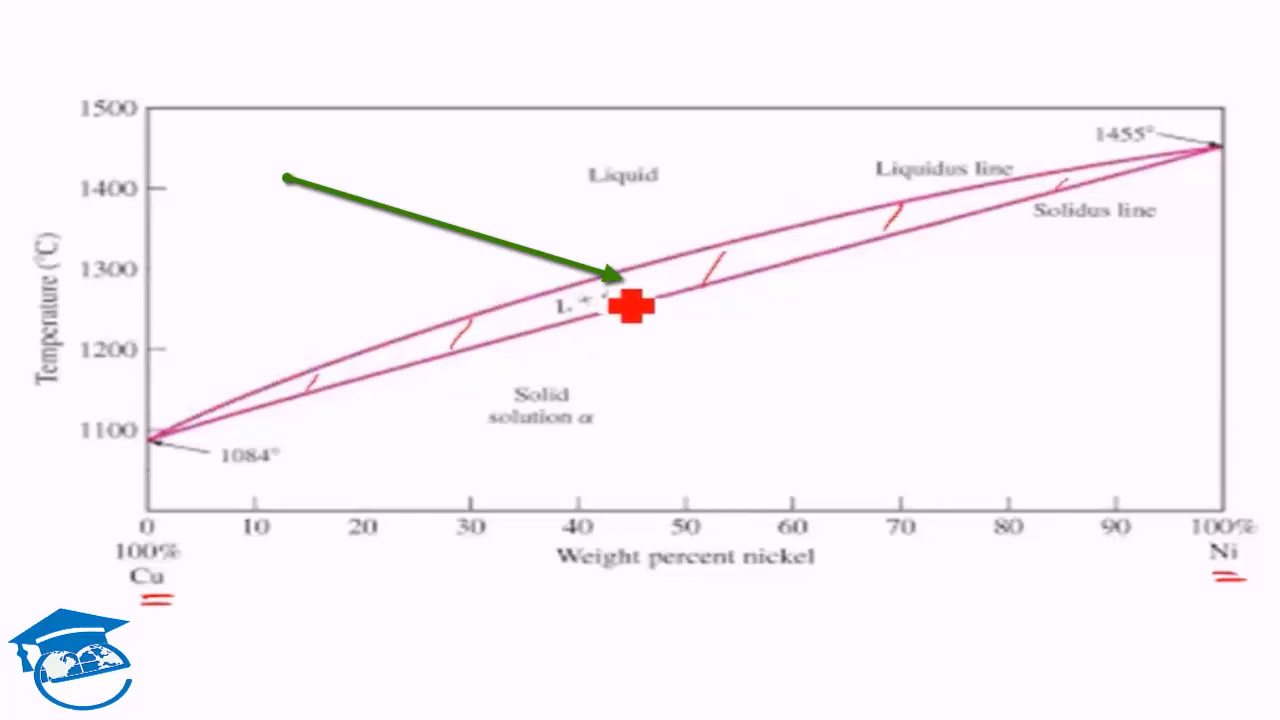 1500
1455°
Liquidus line
Liquid
1400
Solidus line
1300
L +
1200
Solid
solution α
1100
1084°
Temperature (°C)
0 10 20 30 40 50 60 70 80 90 100%
100% Ni
Cu
Weight percent nickel